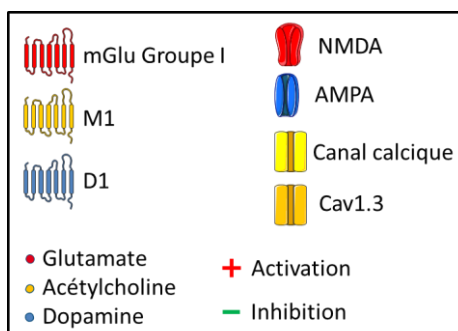 mGlu Groupe I
M1
D1
NMDA
AMPA
Canal calcique
Cav1.3
Glutamate
Acétylcholine
Dopamine
+ Activation
− Inhibition